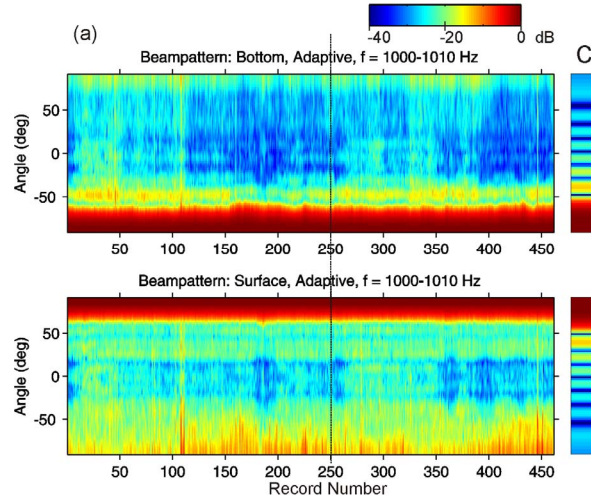 (a)
-40 -20 0 dB
Beampattern: Bottom, Adaptive, f = 1000-1010 Hz
C
Angle (deg)
50
0
-50
50 100 150 200 250 300 350 400 450
Beampattern: Surface, Adaptive, f = 1000-1010 Hz
Angle (deg)
50
0
-50
50 100 150 200 250 300 350 400 450
Record Number